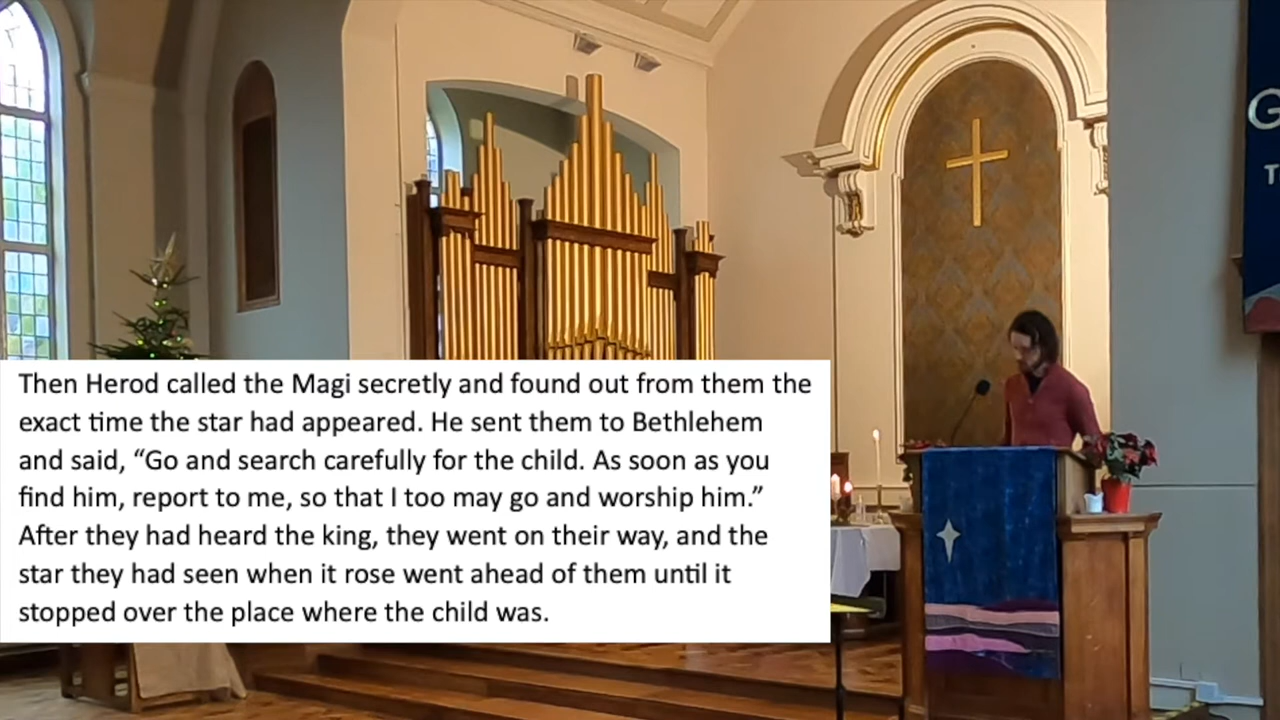 Then Herod called the Magi secretly and found out from them the
exact time the star had appeared. He sent them to Bethlehem
and said, “Go and search carefully for the child. As soon as you
find him, report to me, so that I too may go and worship him.”
After they had heard the king, they went on their way, and the
star they had seen when it rose went ahead of them until it
stopped over the place where the child was.